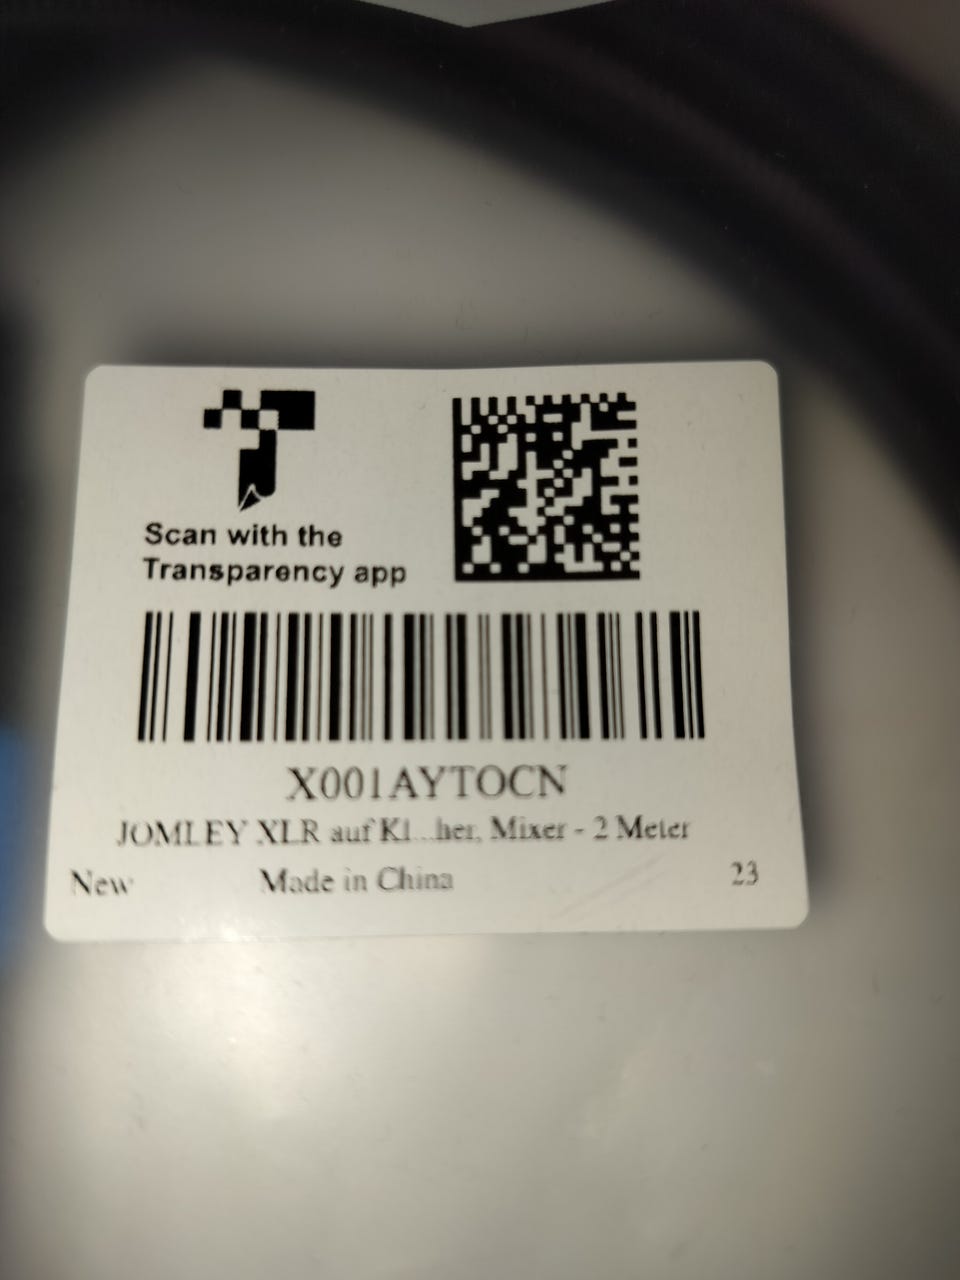 Scan with the
Transparency app
X001AYTOCN
JOMLEY XLR auf Kl...her, Mixer - 2 Meter
New Made in China 23